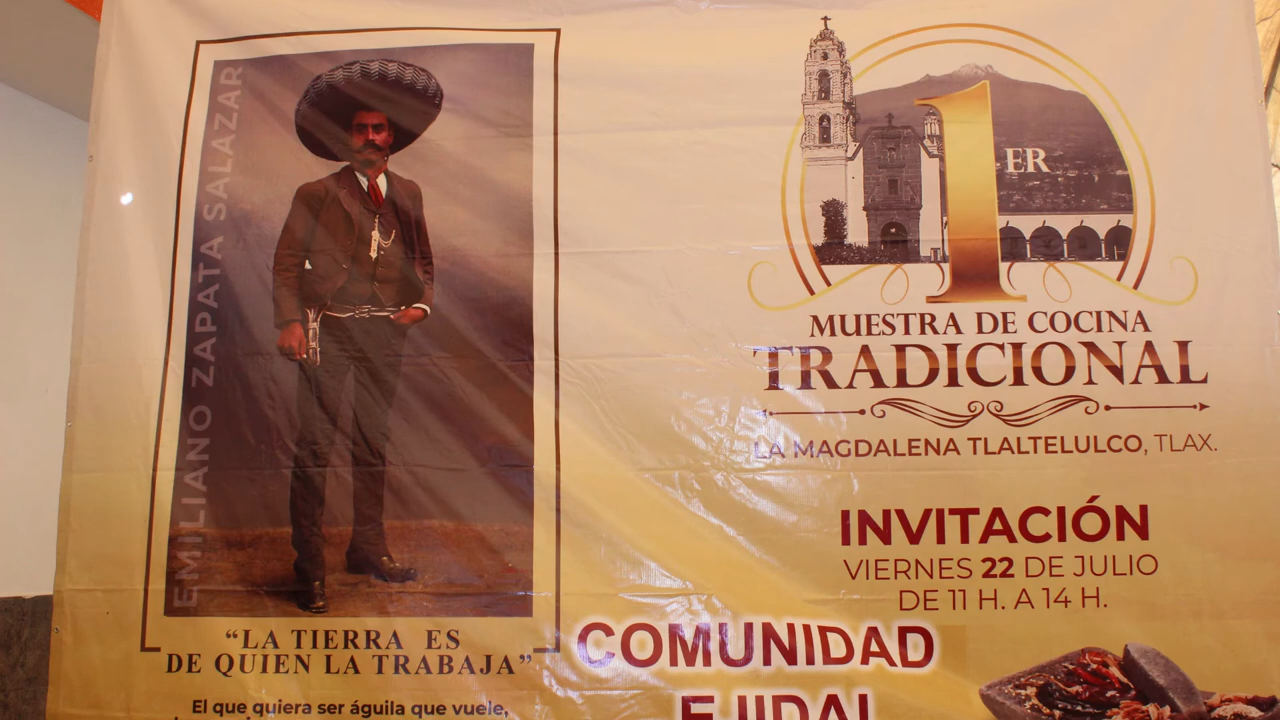 EMILIANO ZAPATA SALAZAR
“LA TIERRA ES
DE QUIEN LA TRABAJA”
El que quiera ser águila que vuele,
1
ER
MUESTRA DE COCINA
TRADICIONAL
LA MAGDALENA TLALTELULCO, TLAX.
INVITACIÓN
VIERNES 22 DE JULIO
DE 11 H. A 14 H.
COMUNIDAD
EJIDAL